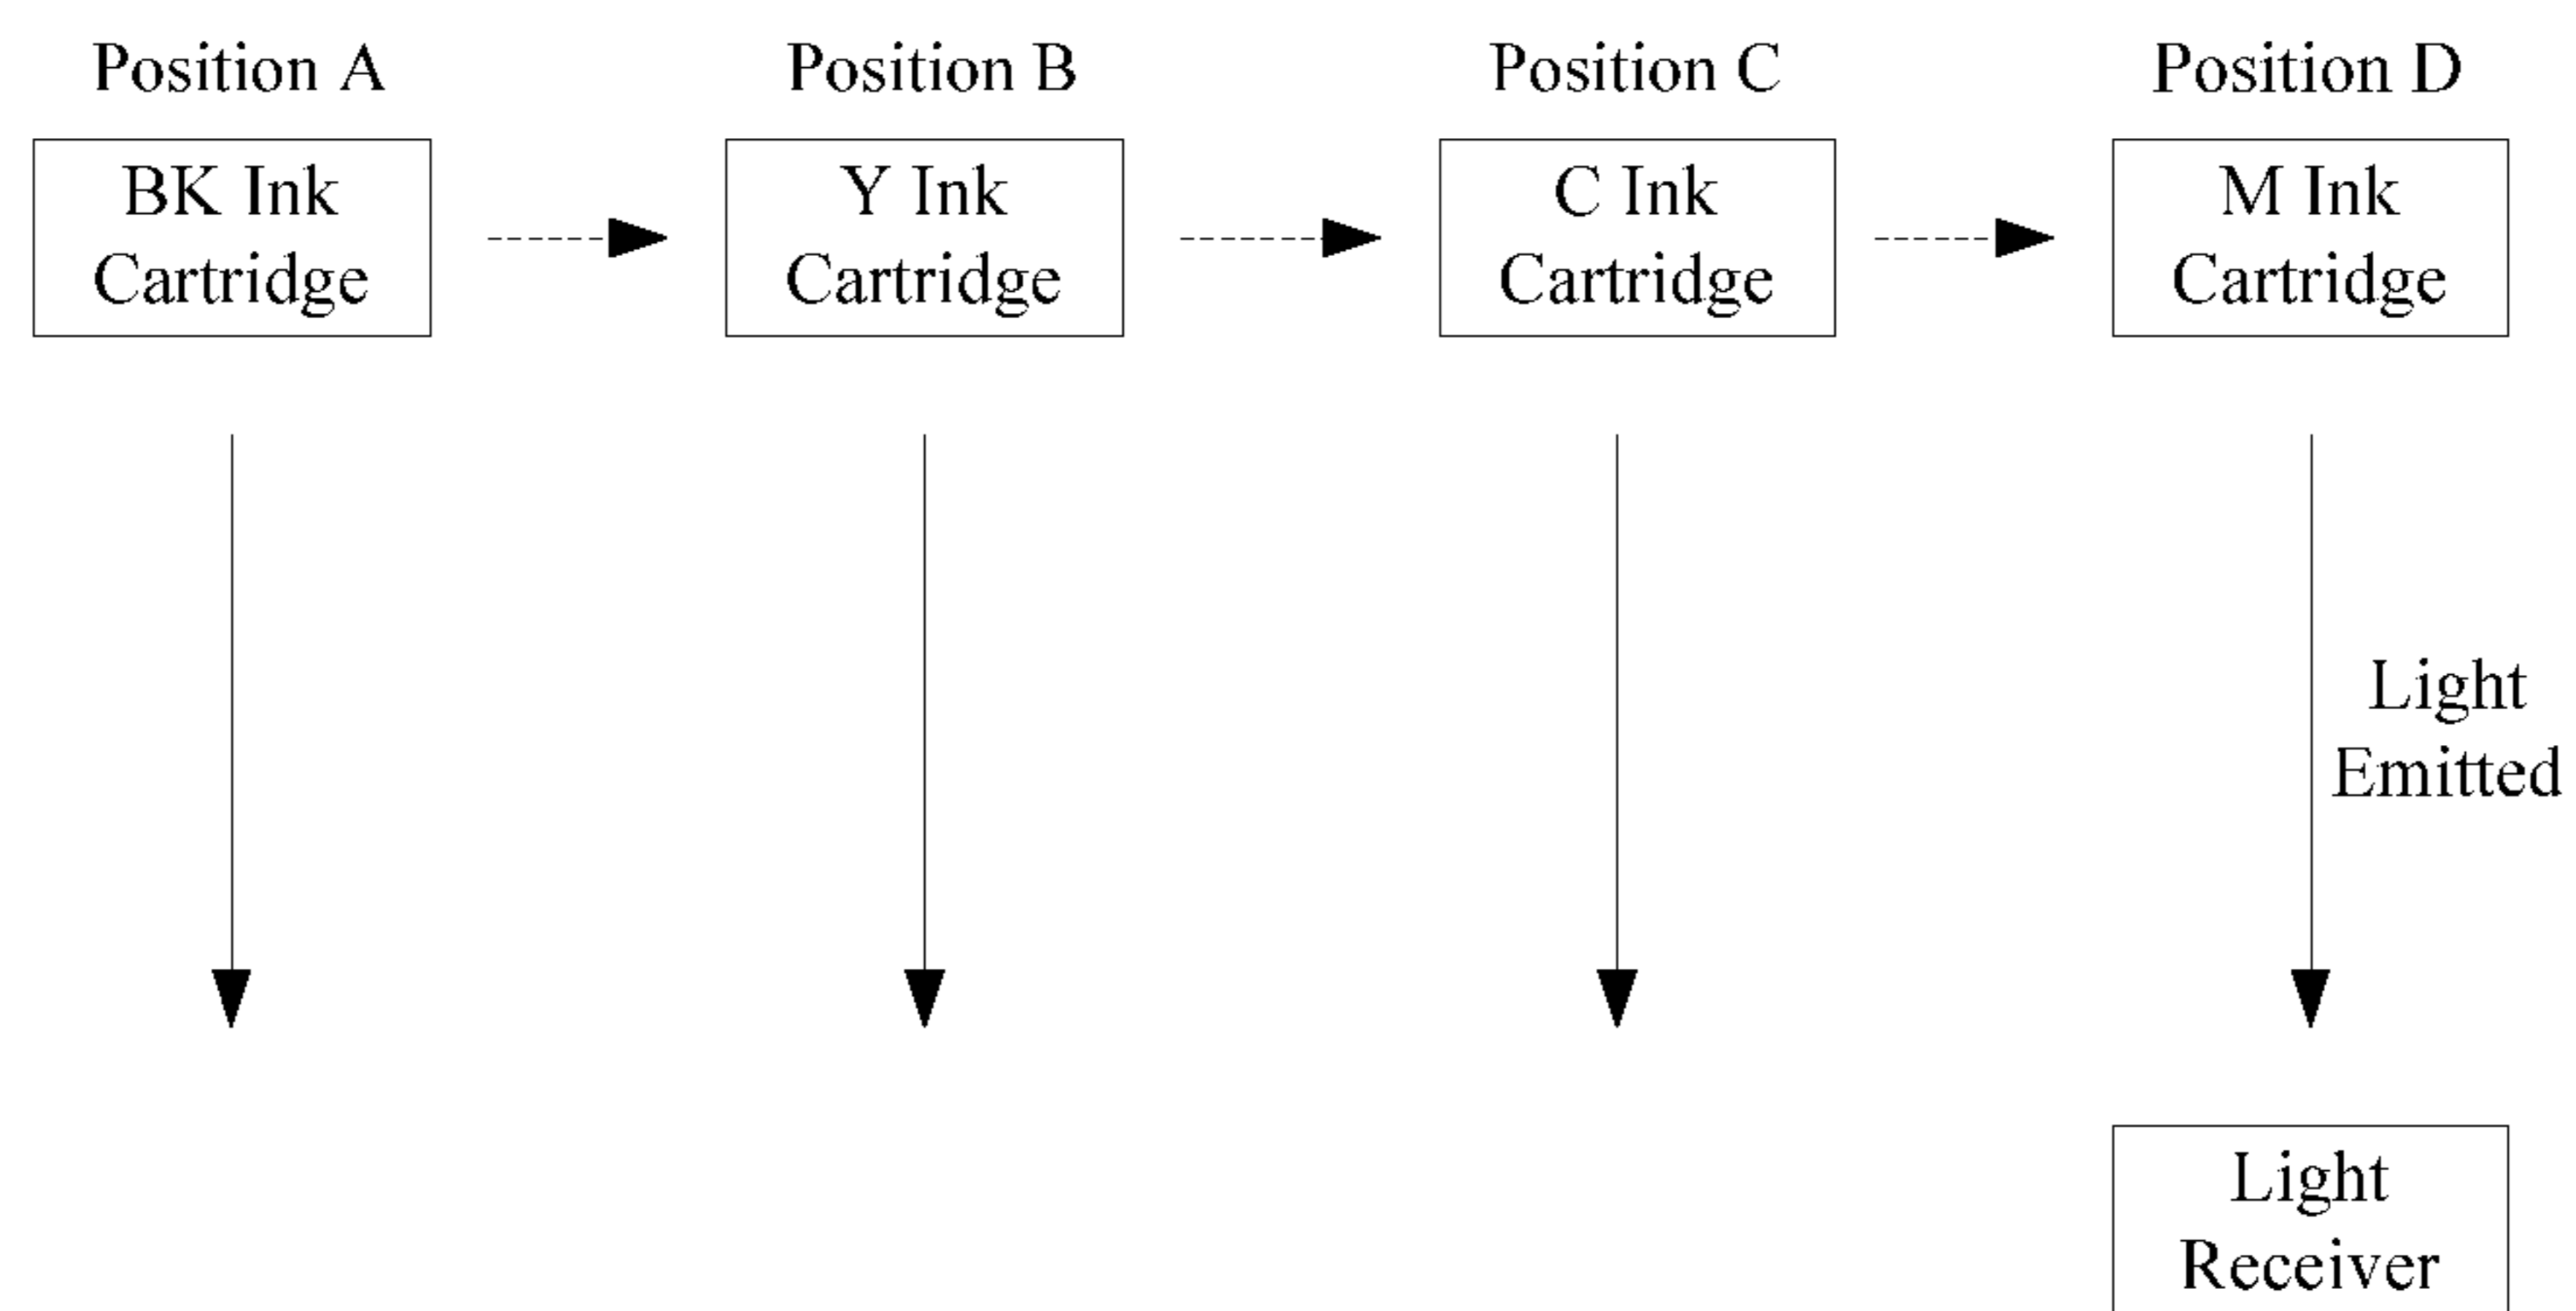 Position A
Position B
Position C
Position D
BK Ink
Cartridge
Y Ink
Cartridge
C Ink
Cartridge
M Ink
Cartridge
Light
Emitted
Light
Receiver